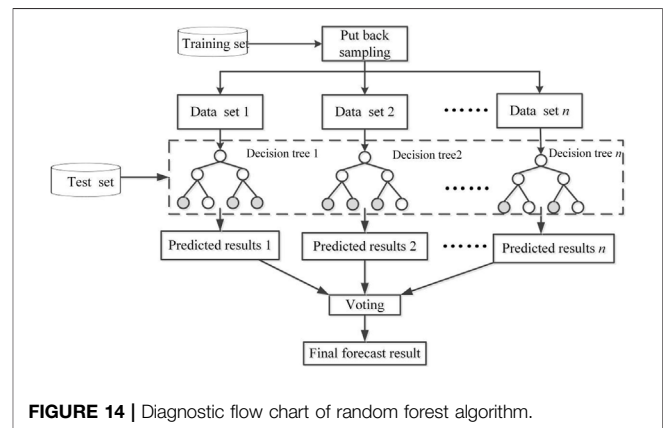 Training set
Put back
sampling
Data set 1
Data set 2
······
Data set n
Decision tree 1
Decision tree2
Decision tree n
Test set
······
Predicted results 1
Predicted results 2
······
Predicted results n
Voting
Final forecast result
FIGURE 14 | Diagnostic flow chart of random forest algorithm.